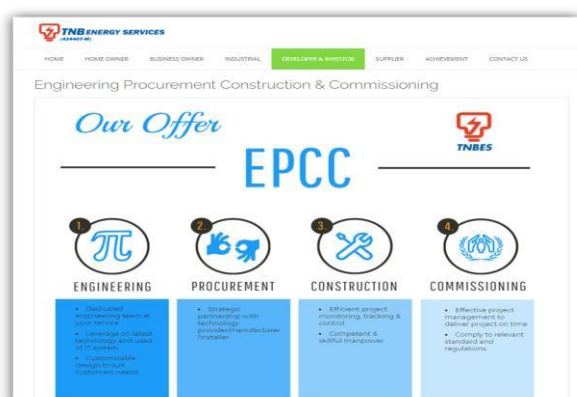 TNB ENERGY SERVICES
HOME HOME OWNER BUSINESS OWNER INDUSTRIAL DEVELOPER & INVESTOR SUPPLIER ACHIEVEMENT CONTACT US
Engineering Procurement Construction & Commissioning
Our Offer
TNBES
EPCC
1. 2. 3. 4.
ENGINEERING PROCUREMENT CONSTRUCTION COMMISSIONING
• Dedicated
engineering team at
your service
• Leverage on latest
technology and used
of IT system
• Customizable
design to suit
customers needs
• Strategic
partnership with
technology
provider/manufacturer
/installer
• Efficient project
monitoring, tracking &
control
• Competent &
skillful manpower
• Effective project
management to
deliver project on time
• Comply to relevant
standard and
regulations